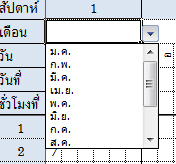 สัปดาห์ 1
เดือน
วัน
วันที่
ชั่วโมงที่
1
2 /
ม.ค.
ก.พ.
มี.ค.
เม.ย.
พ.ค.
มิ.ย.
ก.ค.
ส.ค.